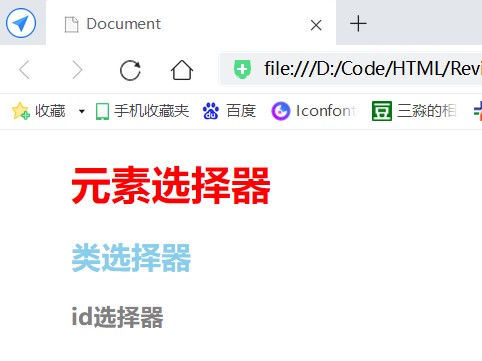 Document
file:///D:/Code/HTML/Revi
收藏 手机收藏夹 百度 Iconfont 三淼的相
元素选择器
类选择器
id选择器